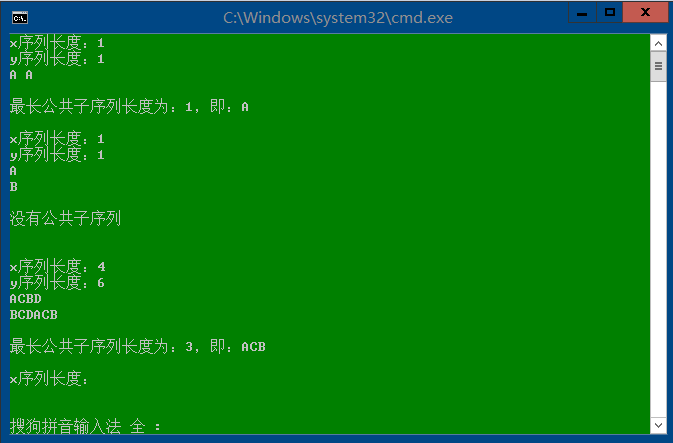 C:\Windows\system32\cmd.exe
x序列长度：1
y序列长度：1
A A
最长公共子序列长度为：1，即：A
x序列长度：1
y序列长度：1
A
B
没有公共子序列
x序列长度：4
y序列长度：6
ACBD
BCDACB
最长公共子序列长度为：3，即：ACB
x序列长度：
搜狗拼音输入法 全 ：